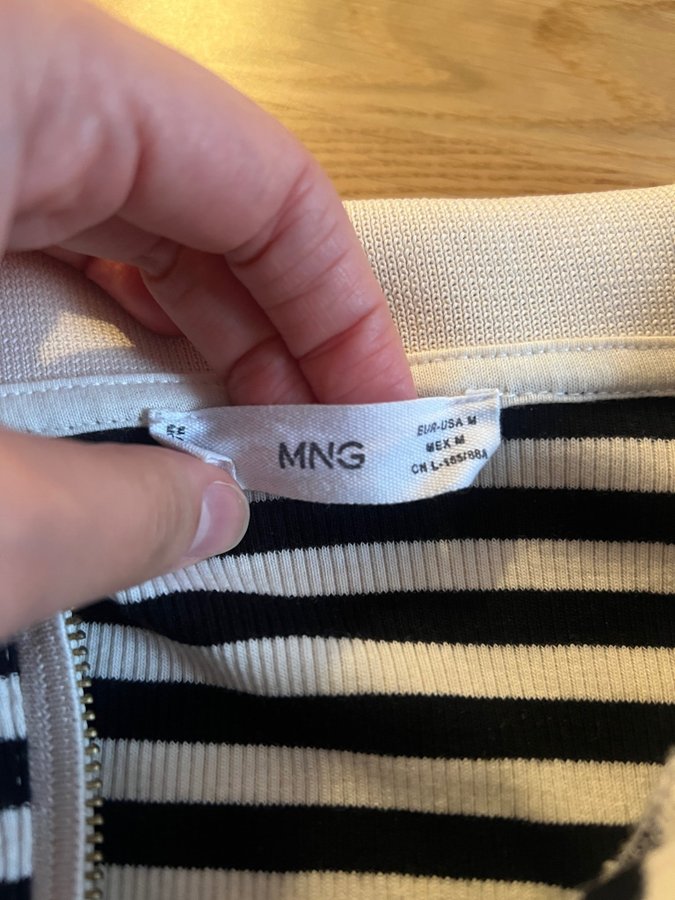 MNG
EUR-USA M
MEX M
CN L-165/88A